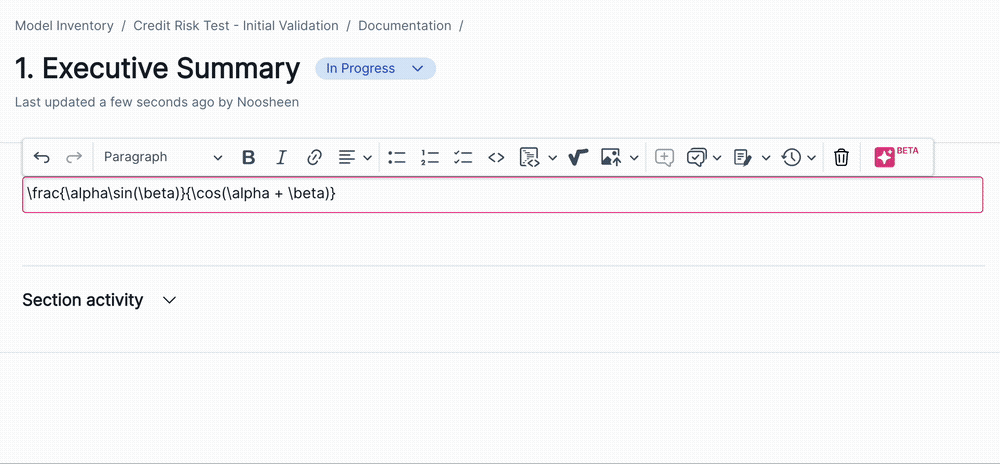 Model Inventory / Credit Risk Test - Initial Validation / Documentation /
1. Executive Summary In Progress
Last updated a few seconds ago by Noosheen
Paragraph B I BETA
\frac{\alpha\sin(\beta)}{\cos(\alpha + \beta)}
Section activity